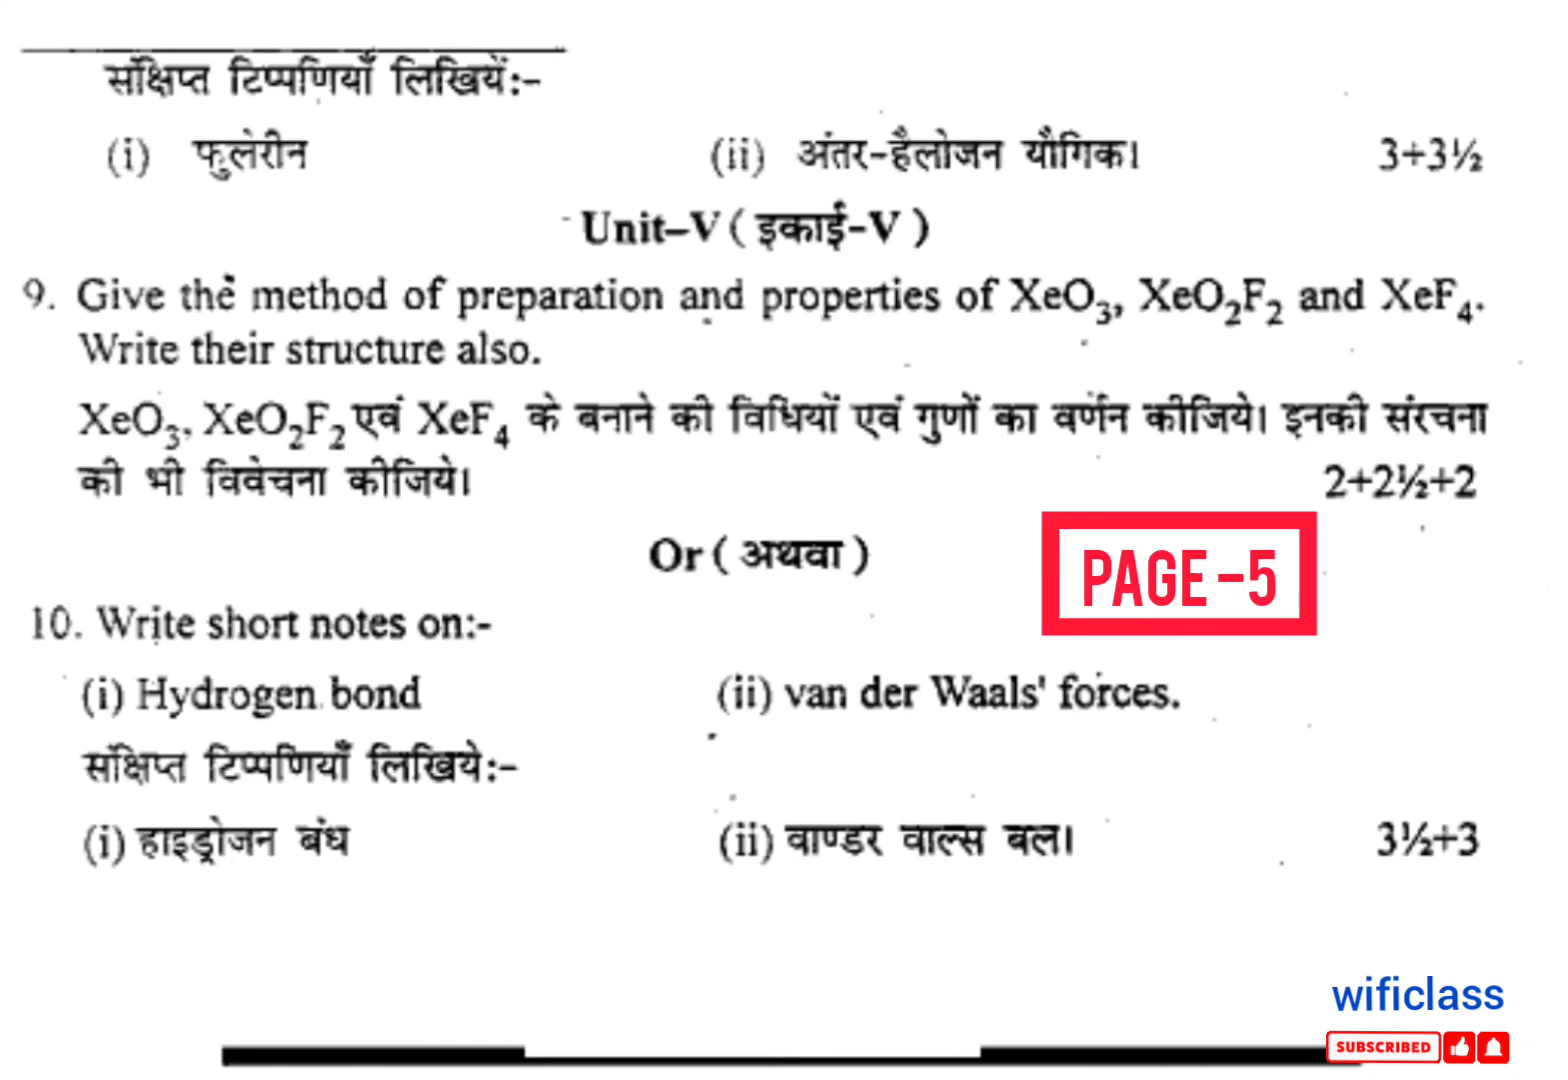 संक्षिप्त टिप्पणियाँ लिखियें:-
(i) फुलेरीन (ii) अंतर-हैलोजन यौगिक। 3+3½
Unit–V ( इकाई-V )
9. Give the method of preparation and properties of XeO₃, XeO₂F₂ and XeF₄.
Write their structure also.
XeO₃, XeO₂F₂ एवं XeF₄ के बनाने की विधियों एवं गुणों का वर्णन कीजिये। इनकी संरचना
की भी विवेचना कीजिये। 2+2½+2
Or ( अथवा )
PAGE -5
10. Write short notes on:-
(i) Hydrogen bond (ii) van der Waals' forces.
संक्षिप्त टिप्पणियाँ लिखिये:-
(i) हाइड्रोजन बंध (ii) वाण्डर वाल्स बल। 3½+3
wificlass
SUBSCRIBED